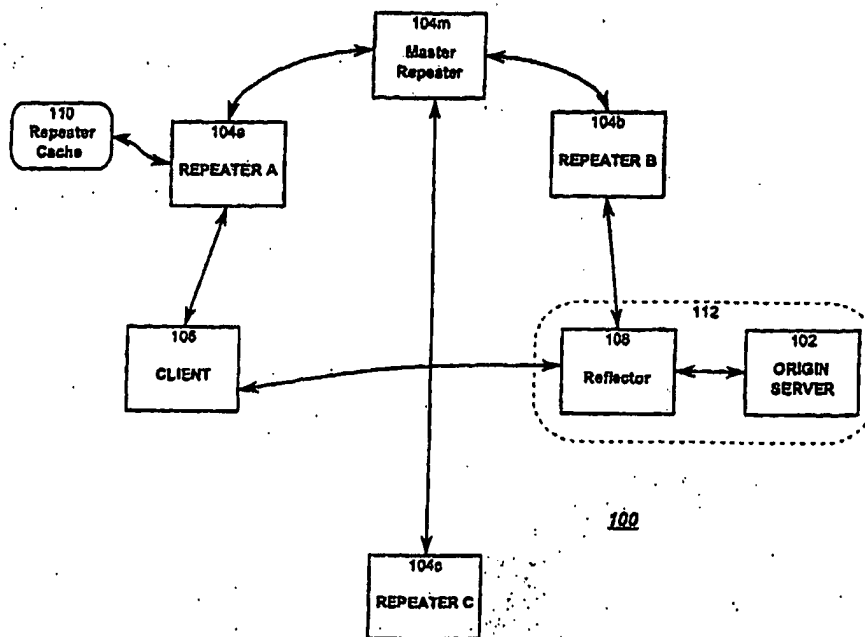 104m
Master
Repeater
110
Repeater
Cache
104a
REPEATER A
104b
REPEATER B
106
CLIENT
112
108
Reflector
102
ORIGIN
SERVER
100
104c
REPEATER C